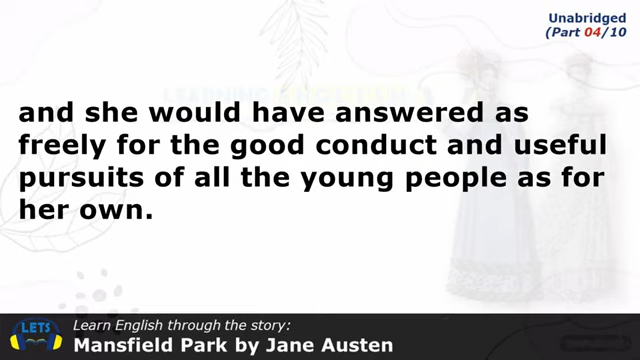 Unabridged
(Part 04/10
and she would have answered as
freely for the good conduct and useful
pursuits of all the young people as for
her own.
LETS
Learn English through the story:
Mansfield Park by Jane Austen